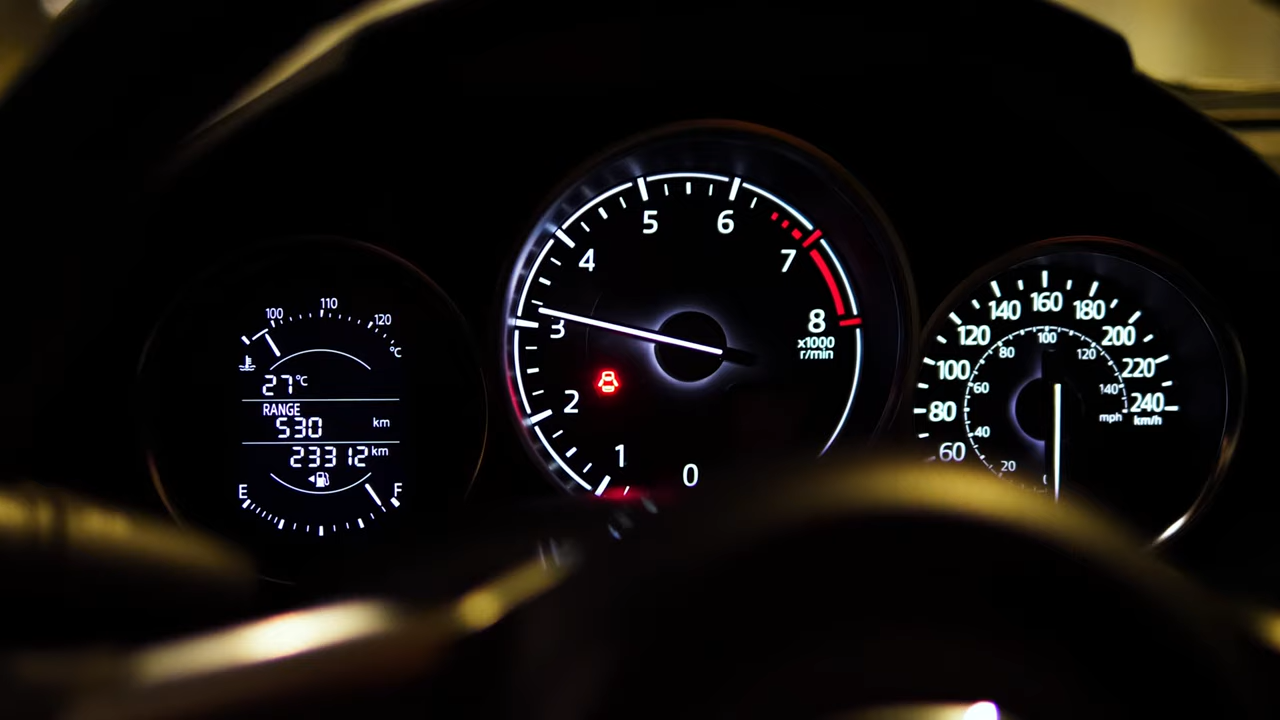 100 110 120
°C
27°C
RANGE
530 km
23312 km
E F
0 1 2 3 4 5 6 7 8
x1000
r/min
60 80 100 120 140 160 180 200 220 240
km/h
20 40 60 80 100 120 140
mph